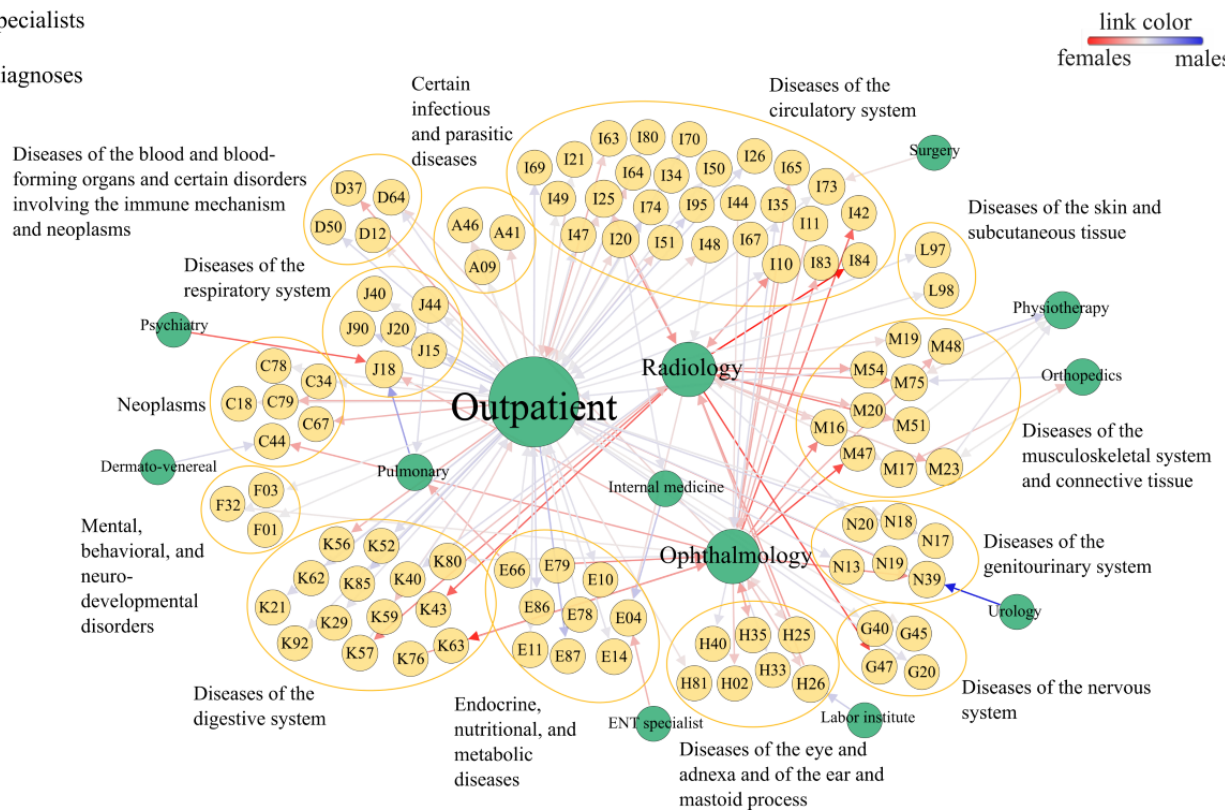 pecialists
iagnoses
link color
females males
Certain
infectious
and parasitic
diseases
Diseases of the
circulatory system
Diseases of the blood and blood-
forming organs and certain disorders
involving the immune mechanism
and neoplasms
Surgery
Diseases of the skin and
subcutaneous tissue
Diseases of the
respiratory system
Psychiatry
Physiotherapy
Orthopedics
Radiology
Outpatient
Neoplasms
Dermato-venereal
Pulmonary
Internal medicine
Ophthalmology
Diseases of the
musculoskeletal system
and connective tissue
Mental,
behavioral, and
neuro-
developmental
disorders
Diseases of the
genitourinary system
Urology
Diseases of the
digestive system
Endocrine,
nutritional, and
metabolic
diseases
ENT specialist
Labor institute
Diseases of the eye and
adnexa and of the ear and
mastoid process
Diseases of the nervous
system
D37
D64
D50
D12
A46
A41
A09
I63
I80
I70
I69
I21
I64
I34
I50
I26
I65
I73
I49
I25
I74
I95
I44
I35
I11
I42
I47
I20
I51
I48
I67
I10
I83
I84
L97
L98
J40
J44
J90
J20
J15
J18
C78
C34
C18
C79
C67
C44
F03
F32
F01
M19
M48
M54
M75
M20
M51
M16
M47
M17
M23
N20
N18
N17
N13
N19
N39
G40
G45
G47
G20
K56
K52
K80
K62
K85
K40
K21
K29
K59
K43
K92
K57
K76
K63
E66
E79
E10
E86
E78
E04
E11
E87
E14
H40
H35
H25
H81
H02
H33
H26